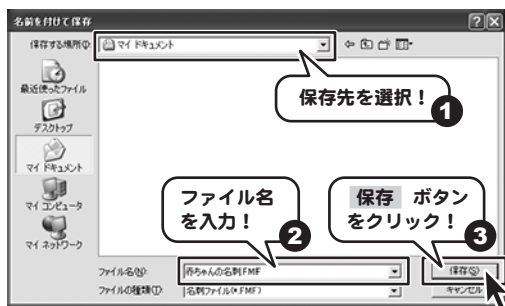 名前を付けて保存
保存する場所(I):
マイ ドキュメント
保存先を選択！
1
最近使ったファイル
デスクトップ
マイ ドキュメント
マイ コンピュータ
マイ ネットワーク
ファイル名
を入力！
2
保存 ボタン
をクリック！
3
ファイル名(N):
赤ちゃんの名刺.FMF
保存(S)
ファイルの種類(T):
名刺ファイル(*.FMF)
キャンセル